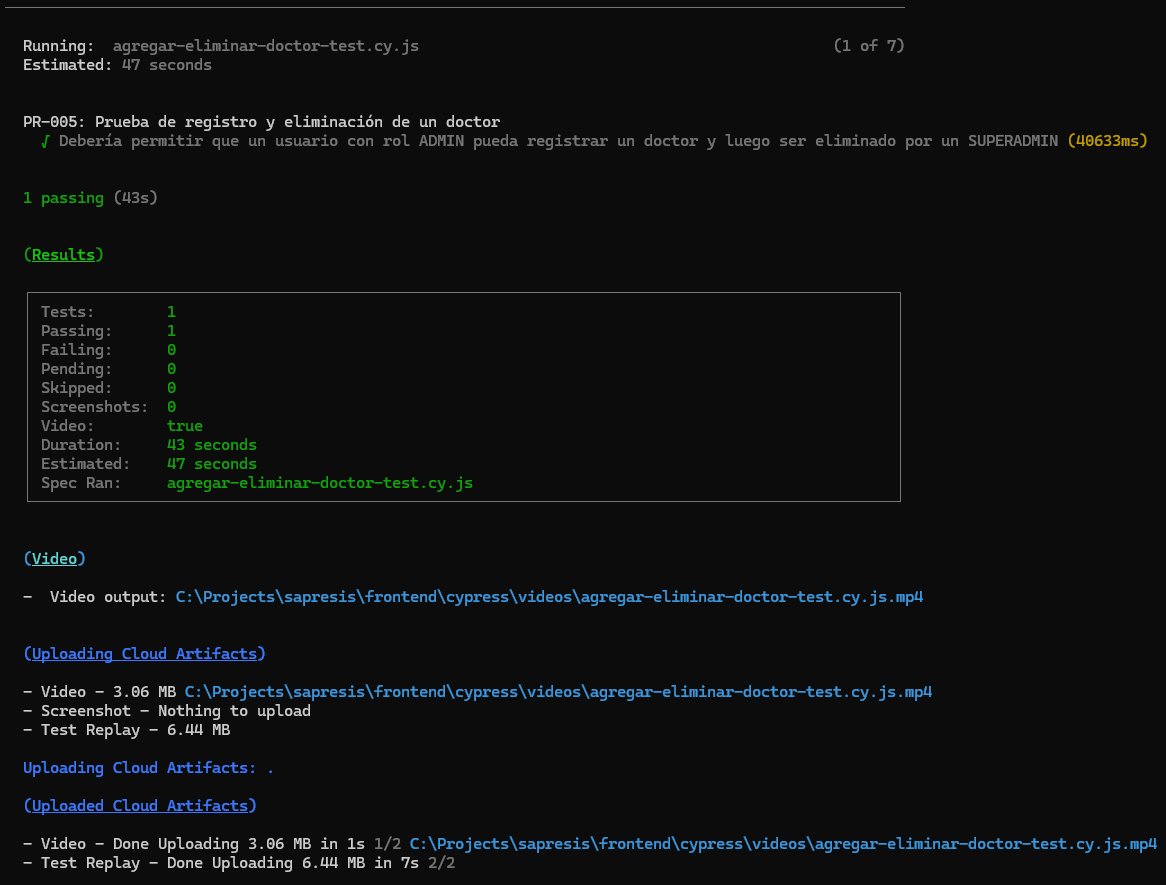 Running:  agregar-eliminar-doctor-test.cy.js (1 of 7)
Estimated: 47 seconds
PR-005: Prueba de registro y eliminación de un doctor
√ Debería permitir que un usuario con rol ADMIN pueda registrar un doctor y luego ser eliminado por un SUPERADMIN (40633ms)
1 passing (43s)
(Results)
Tests: 1
Passing: 1
Failing: 0
Pending: 0
Skipped: 0
Screenshots: 0
Video: true
Duration: 43 seconds
Estimated: 47 seconds
Spec Ran: agregar-eliminar-doctor-test.cy.js
(Video)
-  Video output: C:\Projects\sapresis\frontend\cypress\videos\agregar-eliminar-doctor-test.cy.js.mp4
(Uploading Cloud Artifacts)
- Video - 3.06 MB C:\Projects\sapresis\frontend\cypress\videos\agregar-eliminar-doctor-test.cy.js.mp4
- Screenshot - Nothing to upload
- Test Replay - 6.44 MB
Uploading Cloud Artifacts: .
(Uploaded Cloud Artifacts)
- Video - Done Uploading 3.06 MB in 1s 1/2 C:\Projects\sapresis\frontend\cypress\videos\agregar-eliminar-doctor-test.cy.js.mp4
- Test Replay - Done Uploading 6.44 MB in 7s 2/2